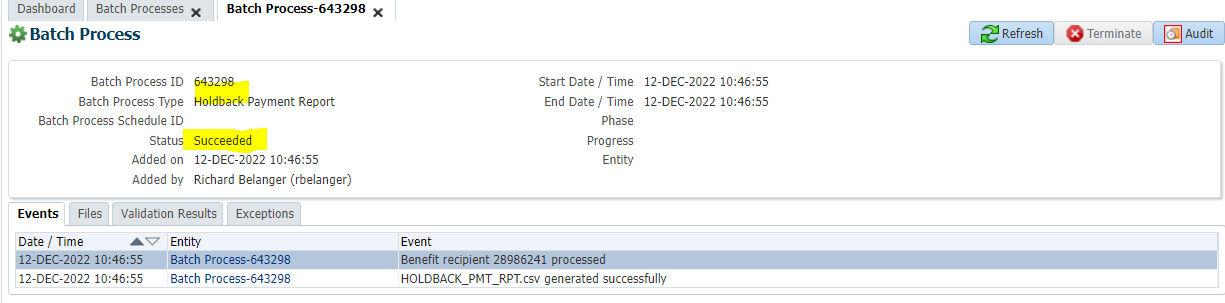 Dashboard Batch Processes Batch Process-643298
Batch Process Refresh Terminate Audit
Batch Process ID 643298 Start Date / Time 12-DEC-2022 10:46:55
Batch Process Type Holdback Payment Report End Date / Time 12-DEC-2022 10:46:55
Batch Process Schedule ID Phase
Status Succeeded Progress
Added on 12-DEC-2022 10:46:55 Entity
Added by Richard Belanger (rbelanger)
Events Files Validation Results Exceptions
Date / Time Entity Event
12-DEC-2022 10:46:55 Batch Process-643298 Benefit recipient 28986241 processed
12-DEC-2022 10:46:55 Batch Process-643298 HOLDBACK_PMT_RPT.csv generated successfully